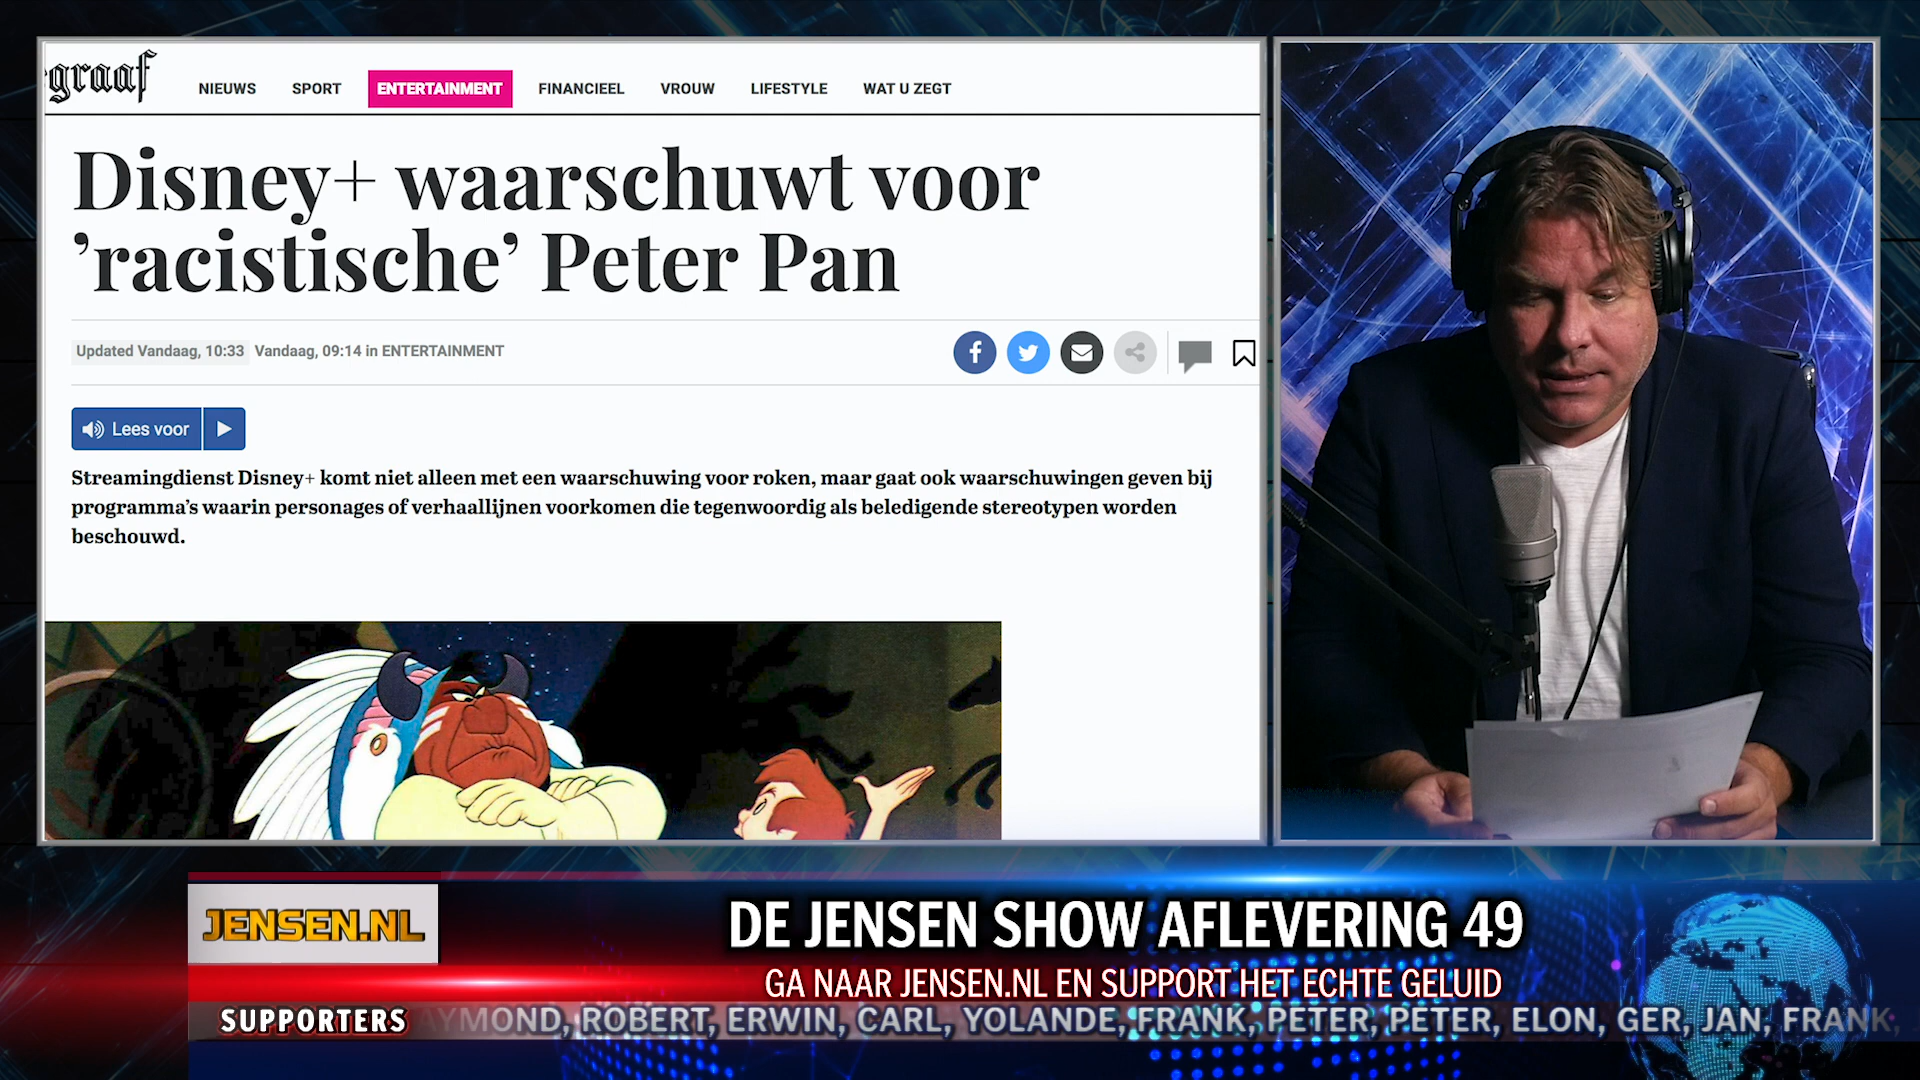 graaf
NIEUWS SPORT ENTERTAINMENT FINANCIEEL VROUW LIFESTYLE WAT U ZEGT
Disney+ waarschuwt voor
’racistische’ Peter Pan
Updated Vandaag, 10:33 Vandaag, 09:14 in ENTERTAINMENT
Lees voor
Streamingdienst Disney+ komt niet alleen met een waarschuwing voor roken, maar gaat ook waarschuwingen geven bij
programma’s waarin personages of verhaallijnen voorkomen die tegenwoordig als beledigende stereotypen worden
beschouwd.
JENSEN.NL
DE JENSEN SHOW AFLEVERING 49
GA NAAR JENSEN.NL EN SUPPORT HET ECHTE GELUID
SUPPORTERS AYMOND, ROBERT, ERWIN, CARL, YOLANDE, FRANK, PETER, PETER, ELON, GER, JAN, FRANK,